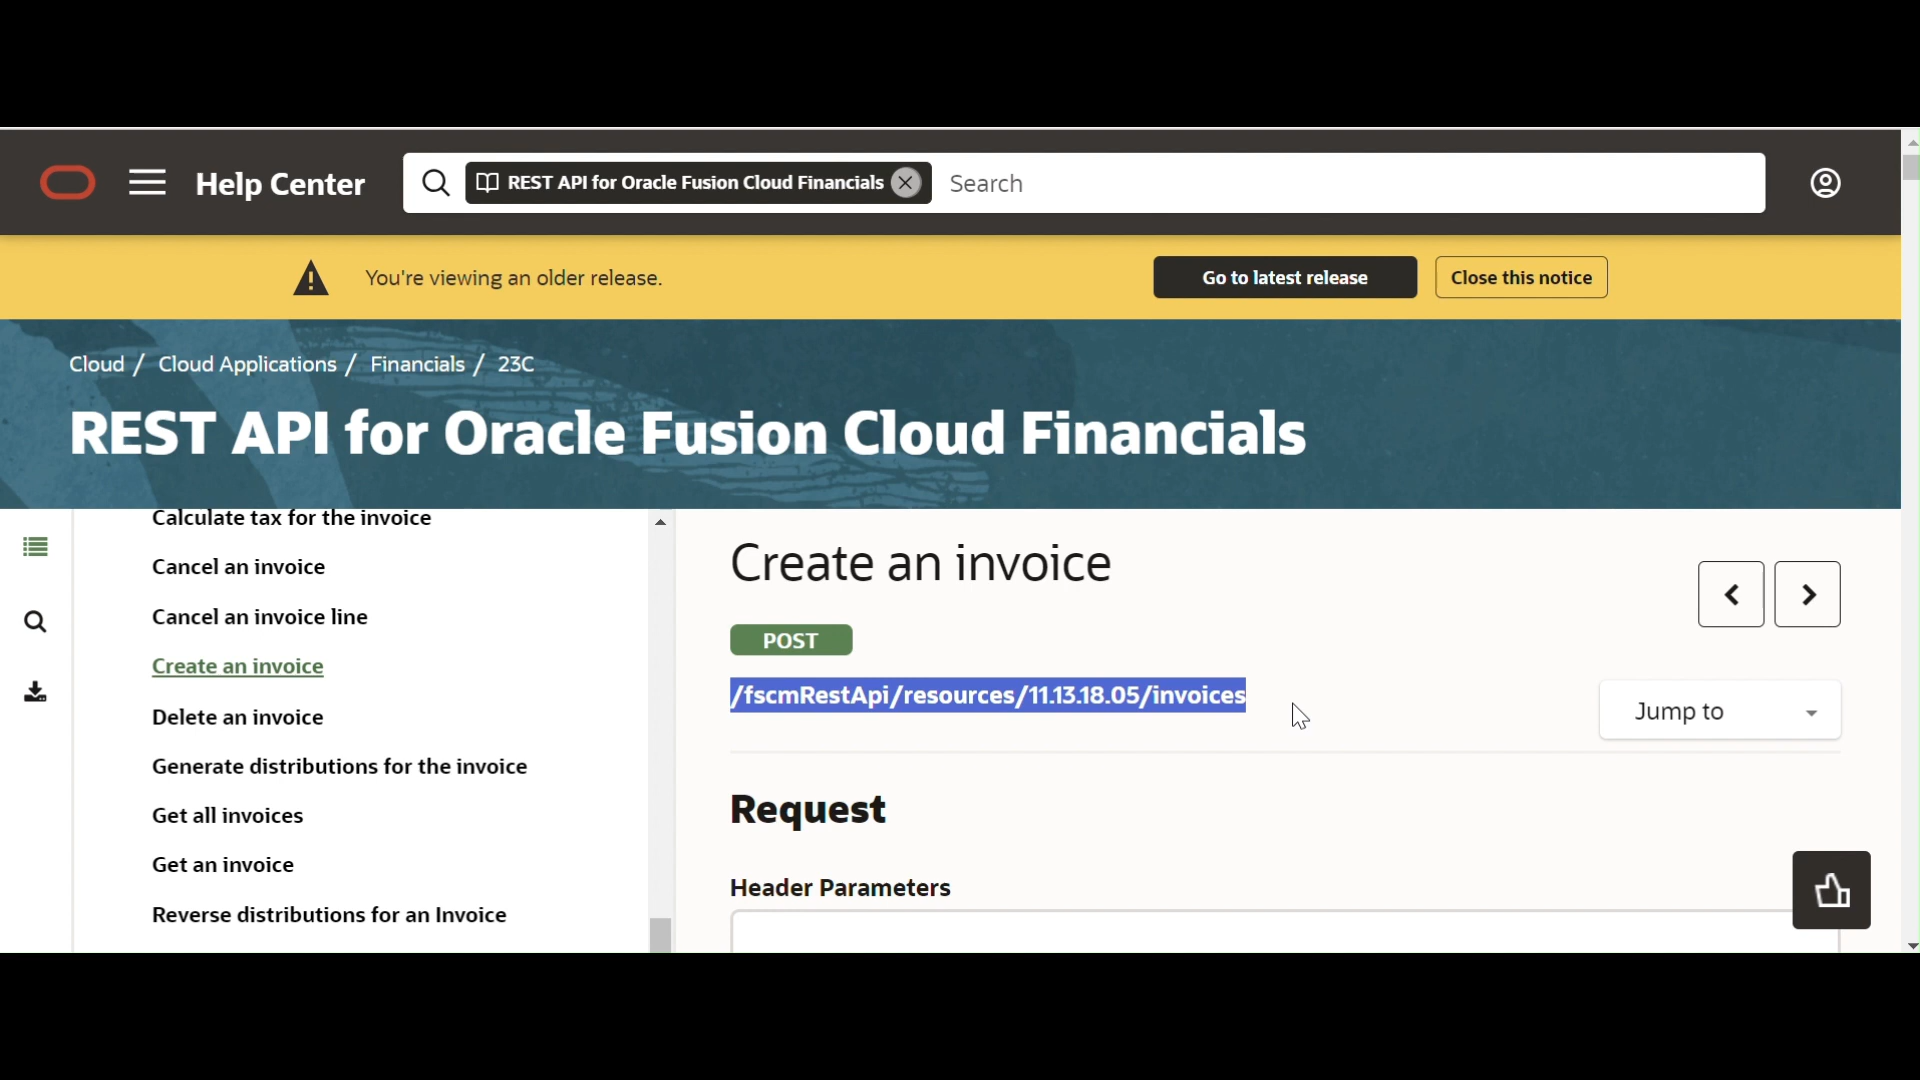 Help Center
REST API for Oracle Fusion Cloud Financials
Search
You're viewing an older release.
Go to latest release
Close this notice
Cloud / Cloud Applications / Financials / 23C
REST API for Oracle Fusion Cloud Financials
Calculate tax for the invoice
Cancel an invoice
Cancel an invoice line
Create an invoice
Delete an invoice
Generate distributions for the invoice
Get all invoices
Get an invoice
Reverse distributions for an Invoice
Create an invoice
POST
/fscmRestApi/resources/11.13.18.05/invoices
Jump to
Request
Header Parameters